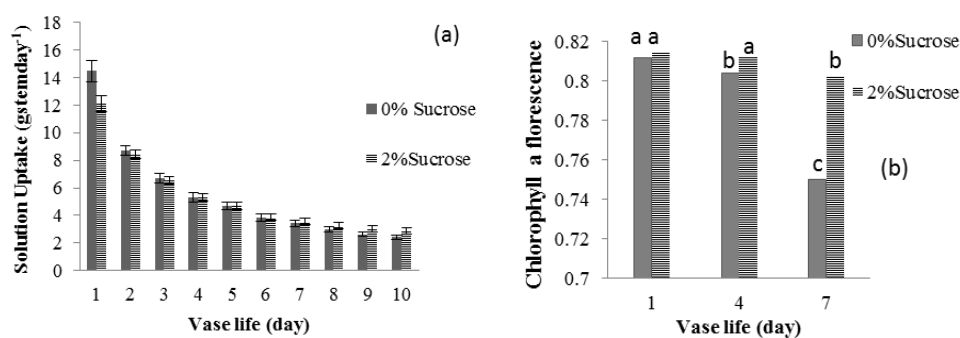 (a)
Solution Uptake (gstemday-1)
18
16
14
12
10
8
6
4
2
0
0% Sucrose
2%Sucrose
1 2 3 4 5 6 7 8 9 10
Vase life (day)
Chlorophyll a florescence
0.82
0.8
0.78
0.76
0.74
0.72
0.7
a a
b a
c b
0%Sucrose
2%Sucrose
(b)
1 4 7
Vase life (day)